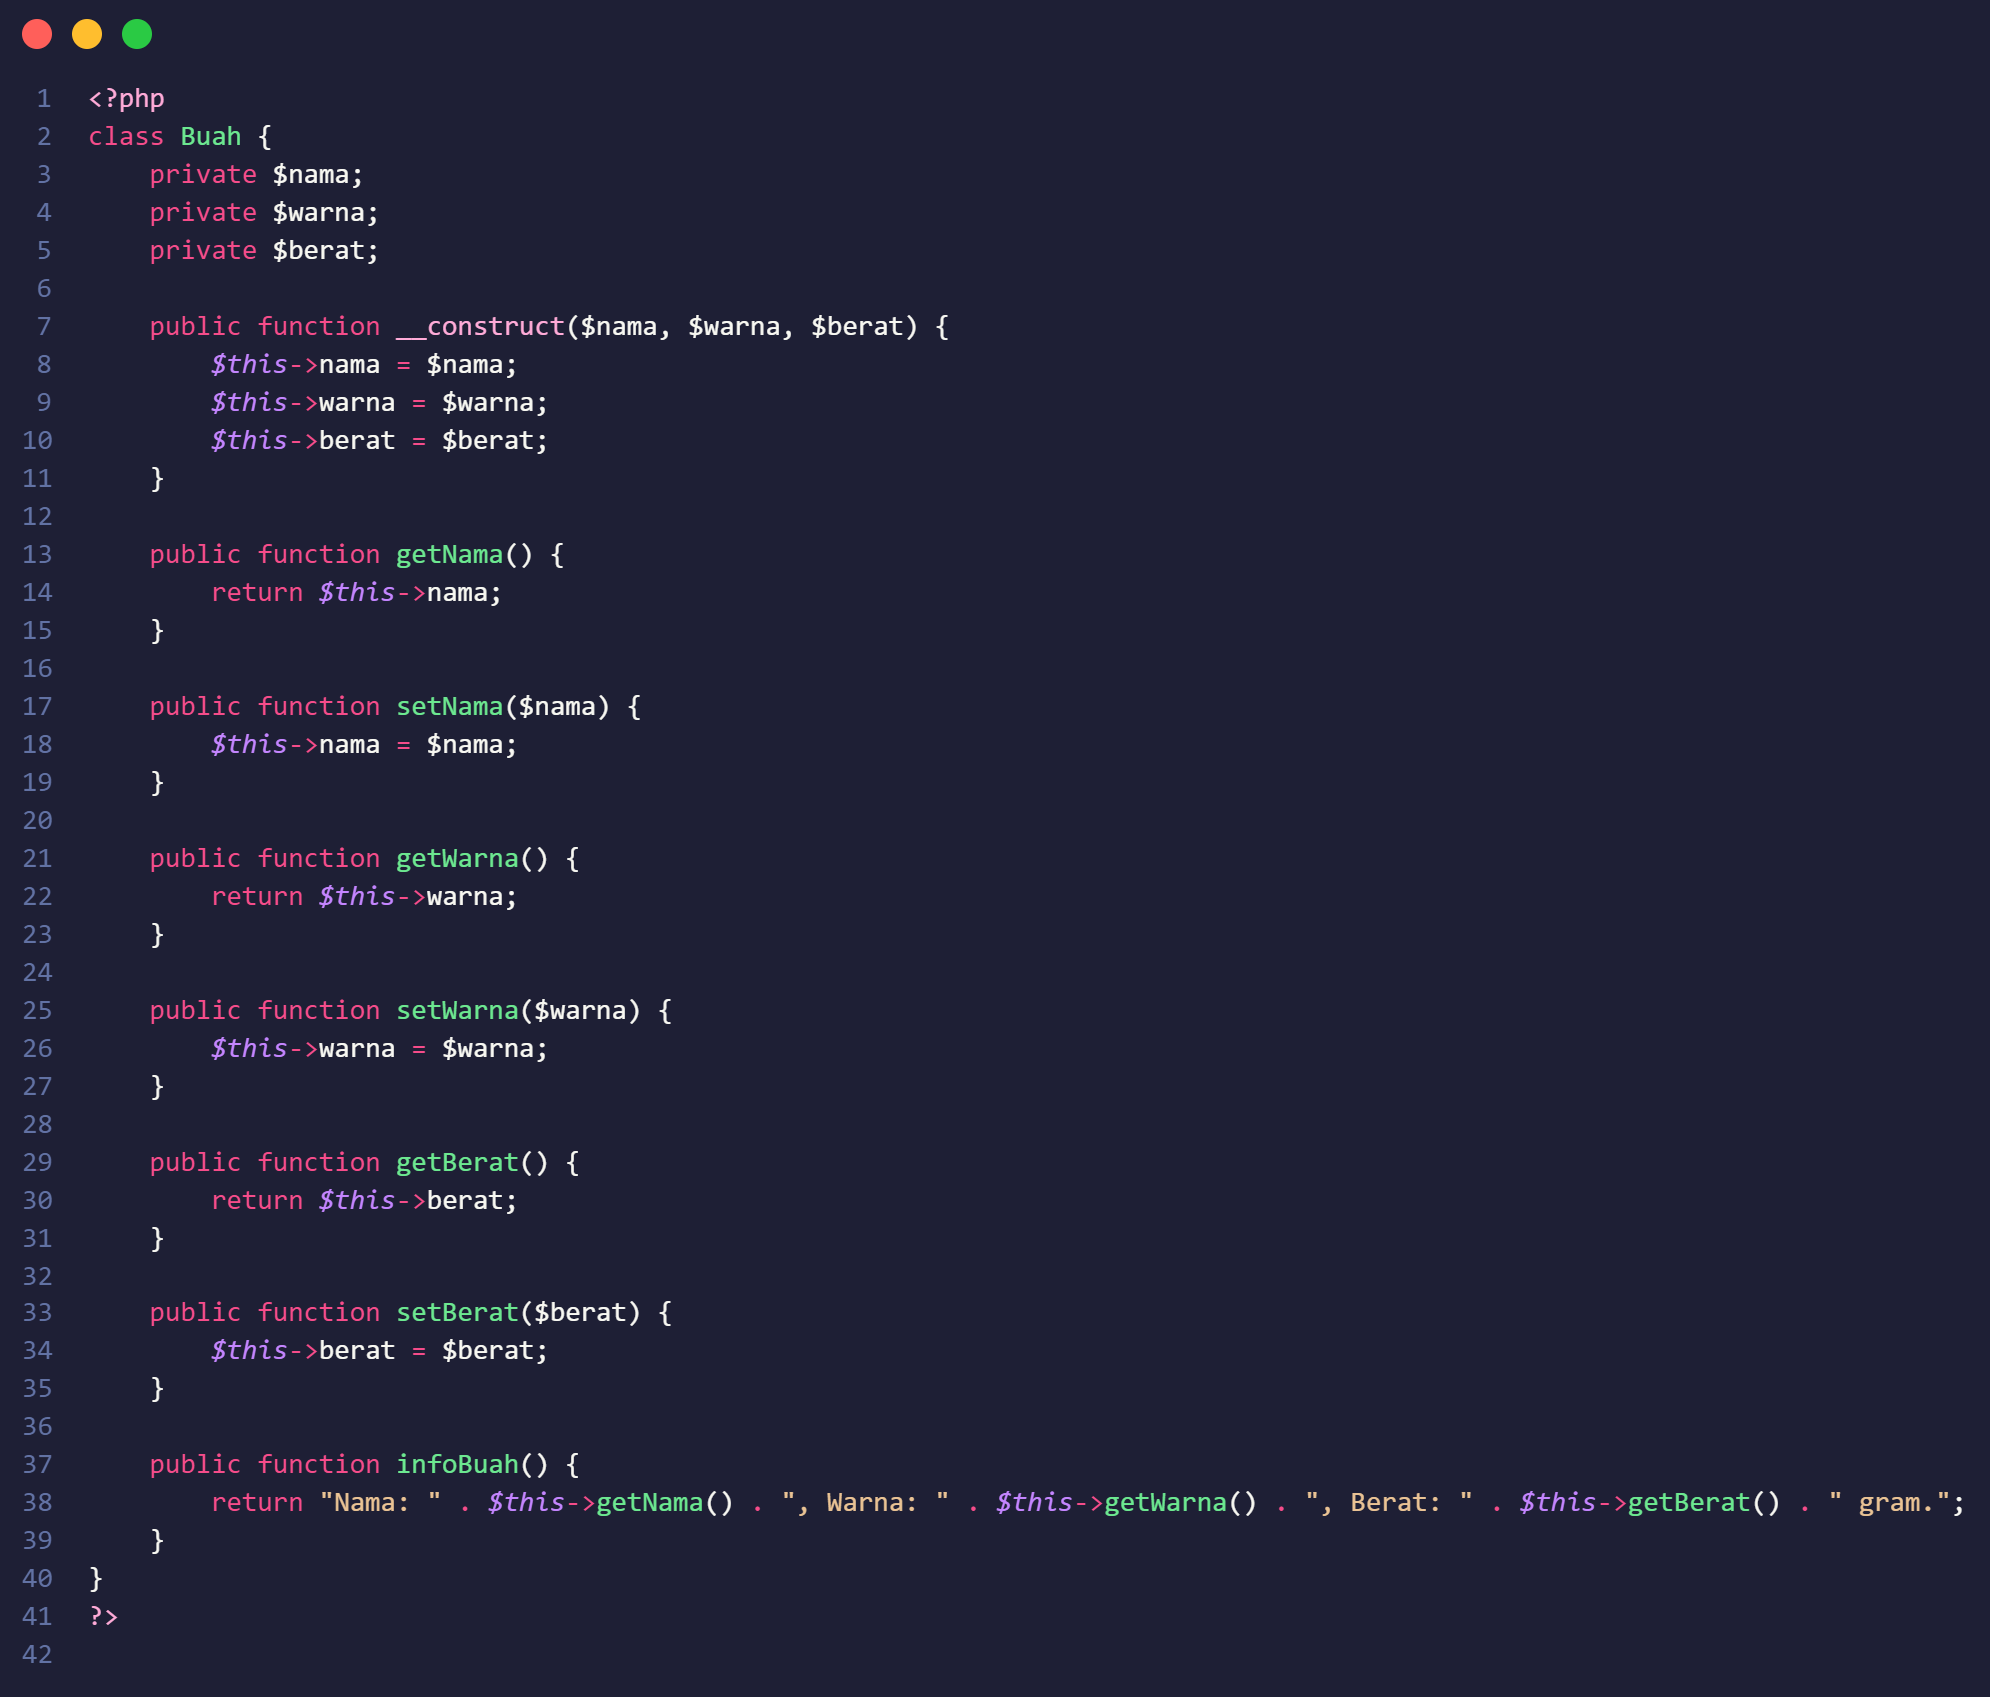 1 <?php
2 class Buah {
3     private $nama;
4     private $warna;
5     private $berat;
6
7     public function __construct($nama, $warna, $berat) {
8         $this->nama = $nama;
9         $this->warna = $warna;
10         $this->berat = $berat;
11     }
12
13     public function getNama() {
14         return $this->nama;
15     }
16
17     public function setNama($nama) {
18         $this->nama = $nama;
19     }
20
21     public function getWarna() {
22         return $this->warna;
23     }
24
25     public function setWarna($warna) {
26         $this->warna = $warna;
27     }
28
29     public function getBerat() {
30         return $this->berat;
31     }
32
33     public function setBerat($berat) {
34         $this->berat = $berat;
35     }
36
37     public function infoBuah() {
38         return "Nama: " . $this->getNama() . ", Warna: " . $this->getWarna() . ", Berat: " . $this->getBerat() . " gram.";
39     }
40 }
41 ?>
42